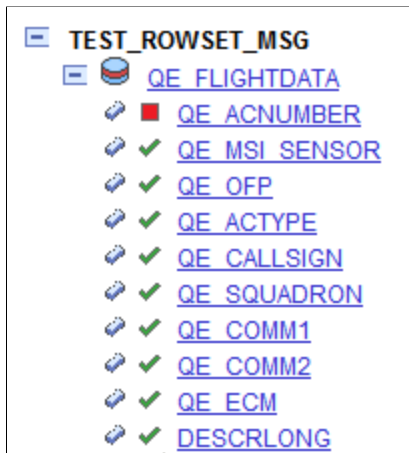 TEST_ROWSET_MSG
QE_FLIGHTDATA
QE_ACNUMBER
QE_MSI_SENSOR
QE_OFP
QE_ACTYPE
QE_CALLSIGN
QE_SQUADRON
QE_COMM1
QE_COMM2
QE_ECM
DESCRLONG